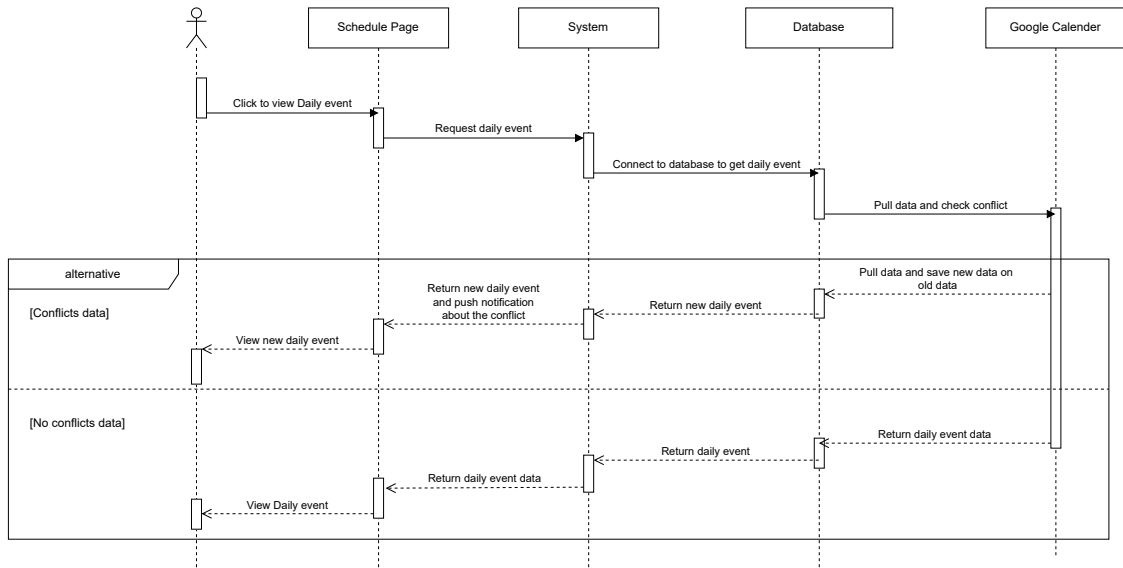 Schedule Page
System
Database
Google Calender
Click to view Daily event
Request daily event
Connect to database to get daily event
Pull data and check conflict
alternative
Pull data and save new data on
old data
Return new daily event
and push notification
about the conflict
Return new daily event
[Conflicts data]
View new daily event
[No conflicts data]
Return daily event data
Return daily event
Return daily event data
View Daily event